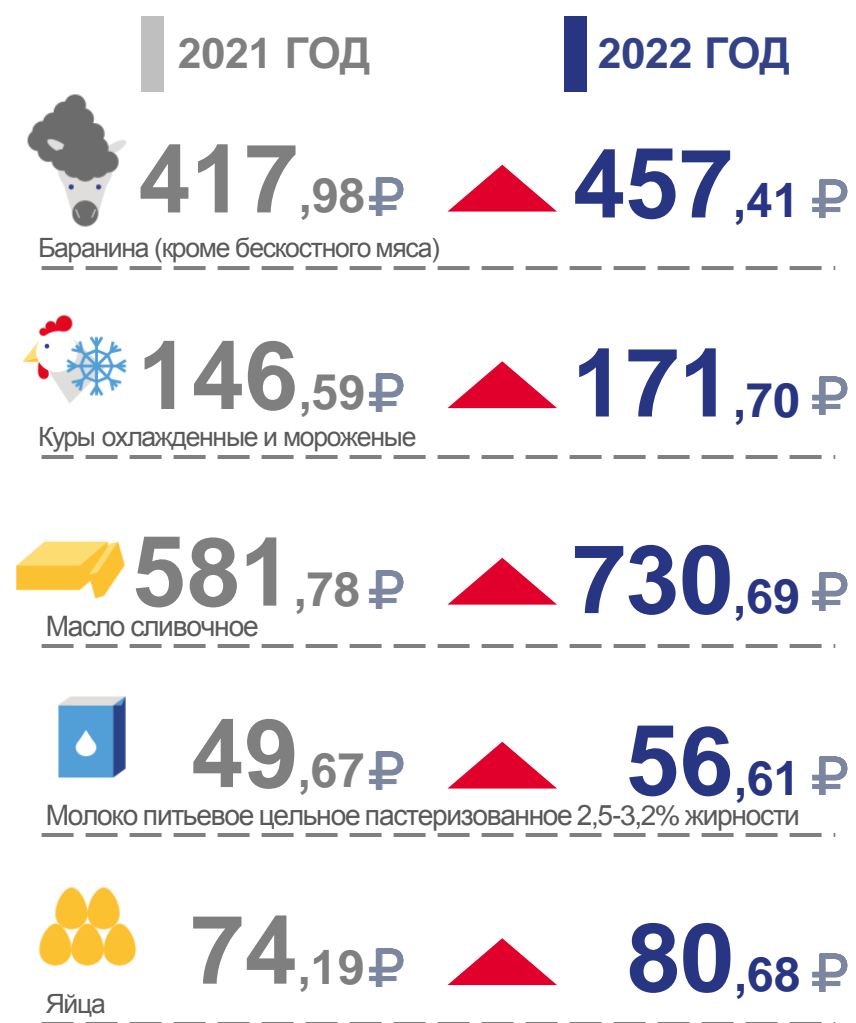 2021 ГОД 2022 ГОД
417,98 ₽ 457,41 ₽
Баранина (кроме бескостного мяса)
146,59 ₽ 171,70 ₽
Куры охлажденные и мороженые
581,78 ₽ 730,69 ₽
Масло сливочное
49,67 ₽ 56,61 ₽
Молоко питьевое цельное пастеризованное 2,5-3,2% жирности
74,19 ₽ 80,68 ₽
Яйца